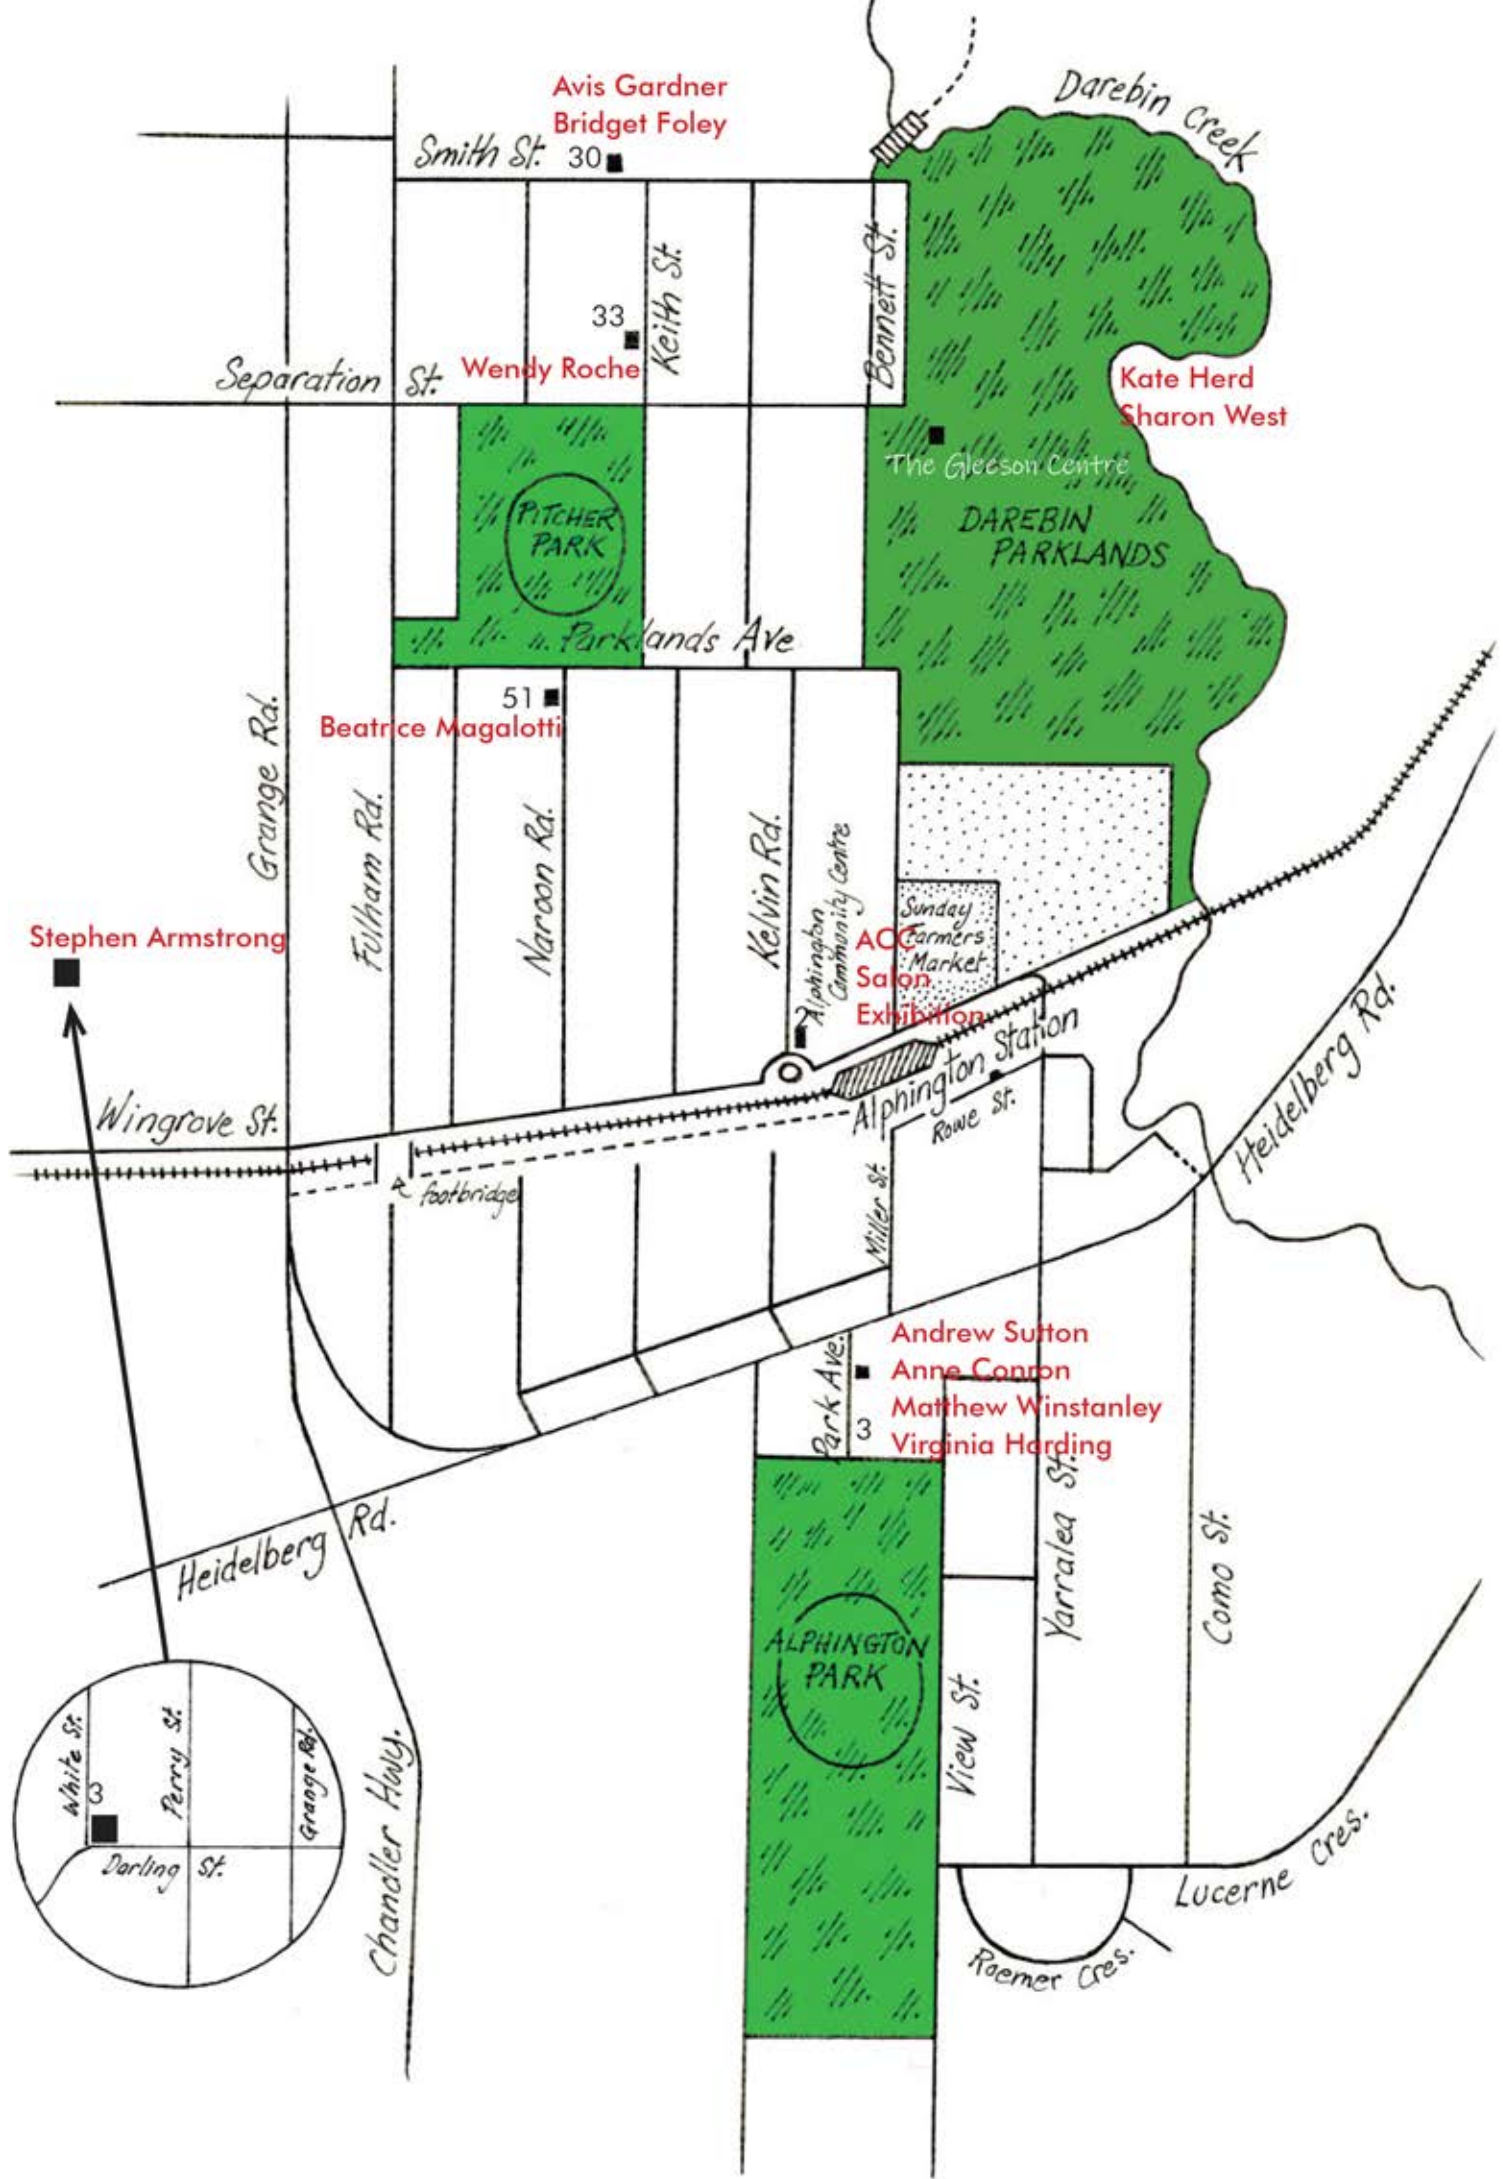 Darebin Creek
Avis Gardner
Bridget Foley
Smith St.
30
33
Keith St.
Bennett St.
Separation St.
Wendy Roche
Kate Herd
Sharon West
The Gleeson Centre
PITCHER
PARK
DAREBIN
PARKLANDS
Parklands Ave
51
Beatrice Magalotti
Grange Rd.
Fulham Rd.
Naroon Rd.
Kelvin Rd.
Alphington
Community Centre
Sunday
Farmers
Market
Stephen Armstrong
ACC
Salon
Exhibition
2
Alphington Station
Rowe St.
Heidelberg Rd.
Wingrove St.
footbridge
Miller St.
Andrew Sutton
Anne Conron
Matthew Winstanley
Virginia Harding
Park Ave.
3
Heidelberg Rd.
Yarralea St.
Como St.
ALPHINGTON
PARK
View St.
White St.
3
Perry St.
Grange Rd.
Darling St.
Chandler Hwy.
Lucerne Cres.
Roemer Cres.